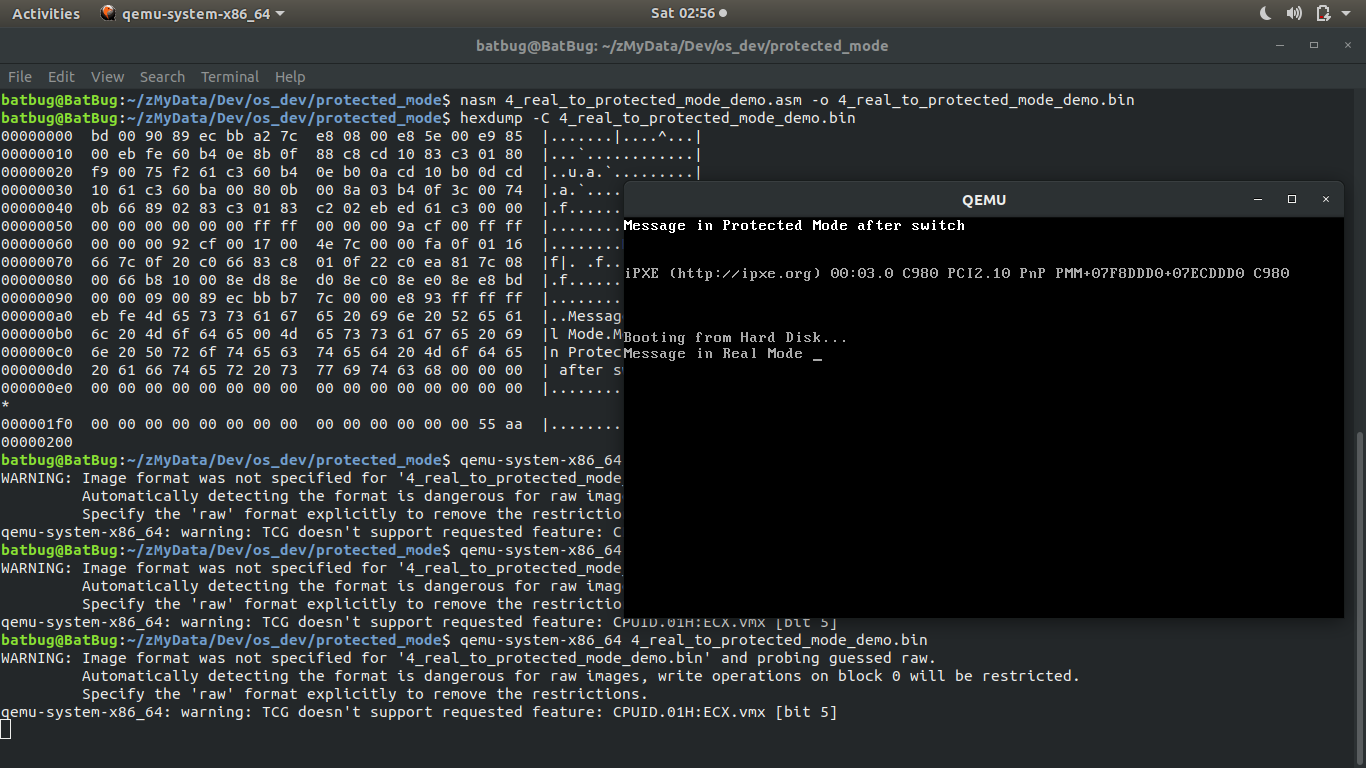 Activities qemu-system-x86_64 Sat 02:56
batbug@BatBug: ~/zMyData/Dev/os_dev/protected_mode
File Edit View Search Terminal Help
batbug@BatBug:~/zMyData/Dev/os_dev/protected_mode$ nasm 4_real_to_protected_mode_demo.asm -o 4_real_to_protected_mode_demo.bin
batbug@BatBug:~/zMyData/Dev/os_dev/protected_mode$ hexdump -C 4_real_to_protected_mode_demo.bin
00000000  bd 00 90 89 ec bb a2 7c  e8 08 00 e8 5e 00 e9 85  |.......|....^...|
00000010  00 eb fe 60 b4 0e 8b 0f  88 c8 cd 10 83 c3 01 80  |...`............|
00000020  f9 00 75 f2 61 c3 60 b4  0e b0 0a cd 10 b0 0d cd  |..u.a.`.........|
00000030  10 61 c3 60 ba 00 80 0b  00 8a 03 b4 0f 3c 00 74  |.a.`....
00000040  0b 66 89 02 83 c3 01 83  c2 02 eb ed 61 c3 00 00  |.f......
00000050  00 00 00 00 00 00 ff ff  00 00 00 9a cf 00 ff ff  |........
00000060  00 00 00 92 cf 00 17 00  4e 7c 00 00 fa 0f 01 16  |........
00000070  66 7c 0f 20 c0 66 83 c8  01 0f 22 c0 ea 81 7c 08  |f|. .f..
00000080  00 66 b8 10 00 8e d8 8e  d0 8e c0 8e e0 8e e8 bd  |.f......
00000090  00 00 09 00 89 ec bb b7  7c 00 00 e8 93 ff ff ff  |........
000000a0  eb fe 4d 65 73 73 61 67  65 20 69 6e 20 52 65 61  |..Messag
000000b0  6c 20 4d 6f 64 65 00 4d  65 73 73 61 67 65 20 69  |l Mode.M
000000c0  6e 20 50 72 6f 74 65 63  74 65 64 20 4d 6f 64 65  |n Protec
000000d0  20 61 66 74 65 72 20 73  77 69 74 63 68 00 00 00  | after s
000000e0  00 00 00 00 00 00 00 00  00 00 00 00 00 00 00 00  |........
*
000001f0  00 00 00 00 00 00 00 00  00 00 00 00 00 00 55 aa  |........
00000200
batbug@BatBug:~/zMyData/Dev/os_dev/protected_mode$ qemu-system-x86_64
WARNING: Image format was not specified for '4_real_to_protected_mode_
Automatically detecting the format is dangerous for raw imag
Specify the 'raw' format explicitly to remove the restrictio
qemu-system-x86_64: warning: TCG doesn't support requested feature: C
batbug@BatBug:~/zMyData/Dev/os_dev/protected_mode$ qemu-system-x86_64
WARNING: Image format was not specified for '4_real_to_protected_mode_
Automatically detecting the format is dangerous for raw imag
Specify the 'raw' format explicitly to remove the restrictio
qemu-system-x86_64: warning: TCG doesn't support requested feature: CPUID.01H:ECX.vmx [bit 5]
batbug@BatBug:~/zMyData/Dev/os_dev/protected_mode$ qemu-system-x86_64 4_real_to_protected_mode_demo.bin
WARNING: Image format was not specified for '4_real_to_protected_mode_demo.bin' and probing guessed raw.
Automatically detecting the format is dangerous for raw images, write operations on block 0 will be restricted.
Specify the 'raw' format explicitly to remove the restrictions.
qemu-system-x86_64: warning: TCG doesn't support requested feature: CPUID.01H:ECX.vmx [bit 5]
QEMU
Message in Protected Mode after switch
iPXE (http://ipxe.org) 00:03.0 C980 PCI2.10 PnP PMM+07F8DDD0+07ECDDD0 C980
Booting from Hard Disk...
Message in Real Mode _